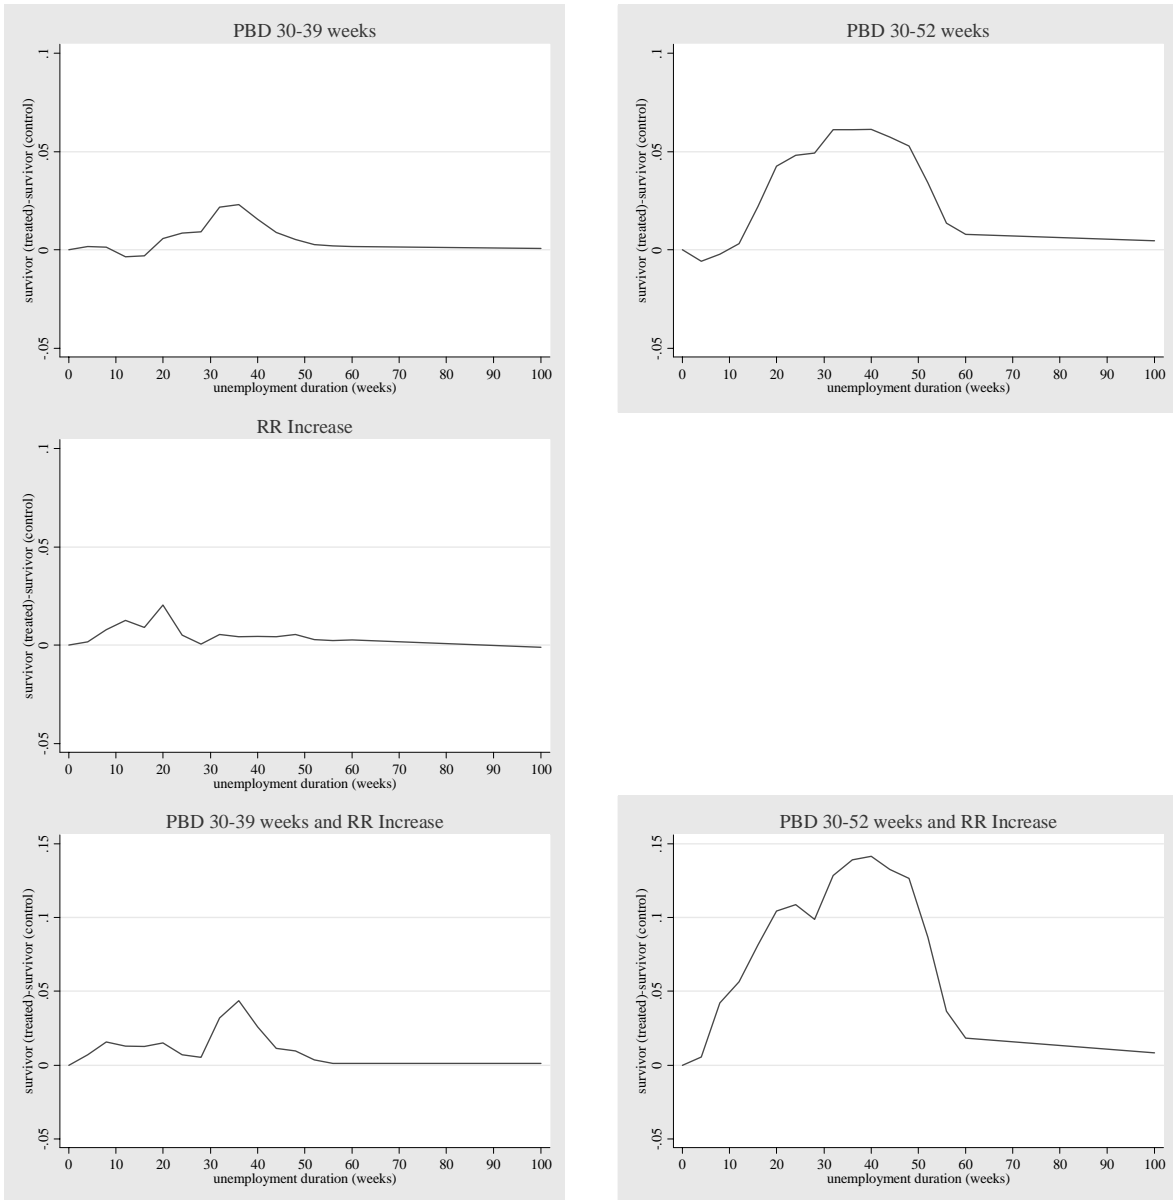 PBD 30-39 weeks
survivor (treated)-survivor (control)
.1
.05
0
-.05
0 10 20 30 40 50 60 70 80 90 100
unemployment duration (weeks)
PBD 30-52 weeks
survivor (treated)-survivor (control)
.1
.05
0
-.05
0 10 20 30 40 50 60 70 80 90 100
unemployment duration (weeks)
RR Increase
survivor (treated)-survivor (control)
.1
.05
0
-.05
0 10 20 30 40 50 60 70 80 90 100
unemployment duration (weeks)
PBD 30-39 weeks and RR Increase
survivor (treated)-survivor (control)
.15
.1
.05
0
-.05
0 10 20 30 40 50 60 70 80 90 100
unemployment duration (weeks)
PBD 30-52 weeks and RR Increase
survivor (treated)-survivor (control)
.15
.1
.05
0
-.05
0 10 20 30 40 50 60 70 80 90 100
unemployment duration (weeks)